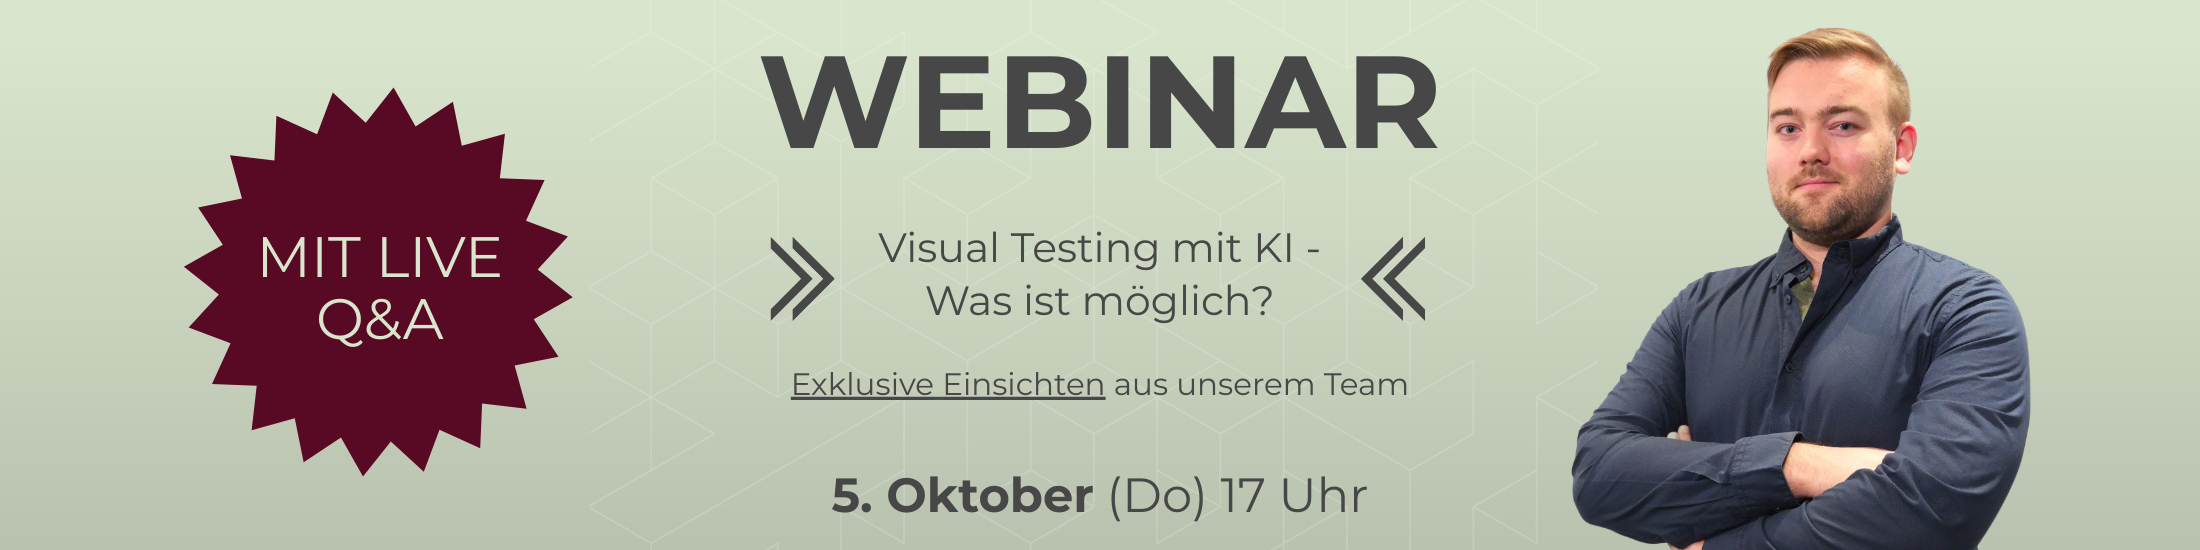 MIT LIVE
Q&A
WEBINAR
Visual Testing mit KI -
Was ist möglich?
Exklusive Einsichten aus unserem Team
5. Oktober (Do) 17 Uhr